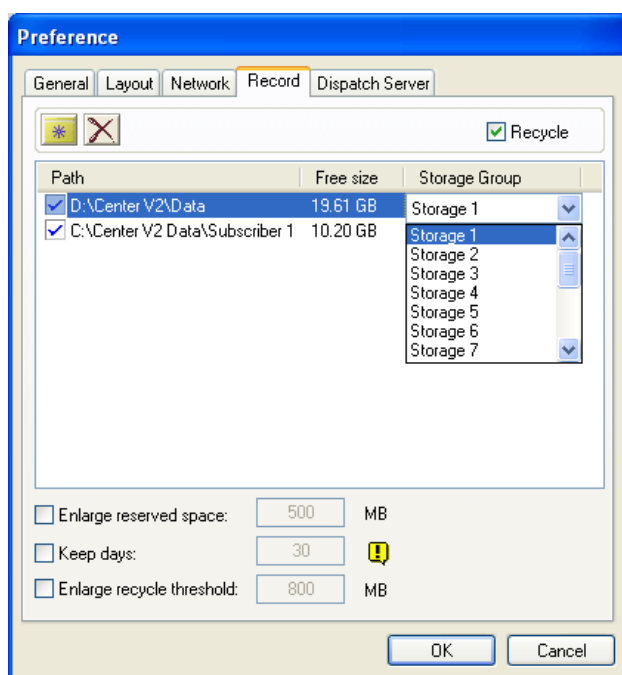 Preference
General Layout Network Record Dispatch Server
Recycle
Path Free size Storage Group
D:\Center V2\Data 19.61 GB Storage 1
C:\Center V2 Data\Subscriber 1 10.20 GB
Storage 1
Storage 2
Storage 3
Storage 4
Storage 5
Storage 6
Storage 7
Enlarge reserved space: 500 MB
Keep days: 30
Enlarge recycle threshold: 800 MB
OK Cancel